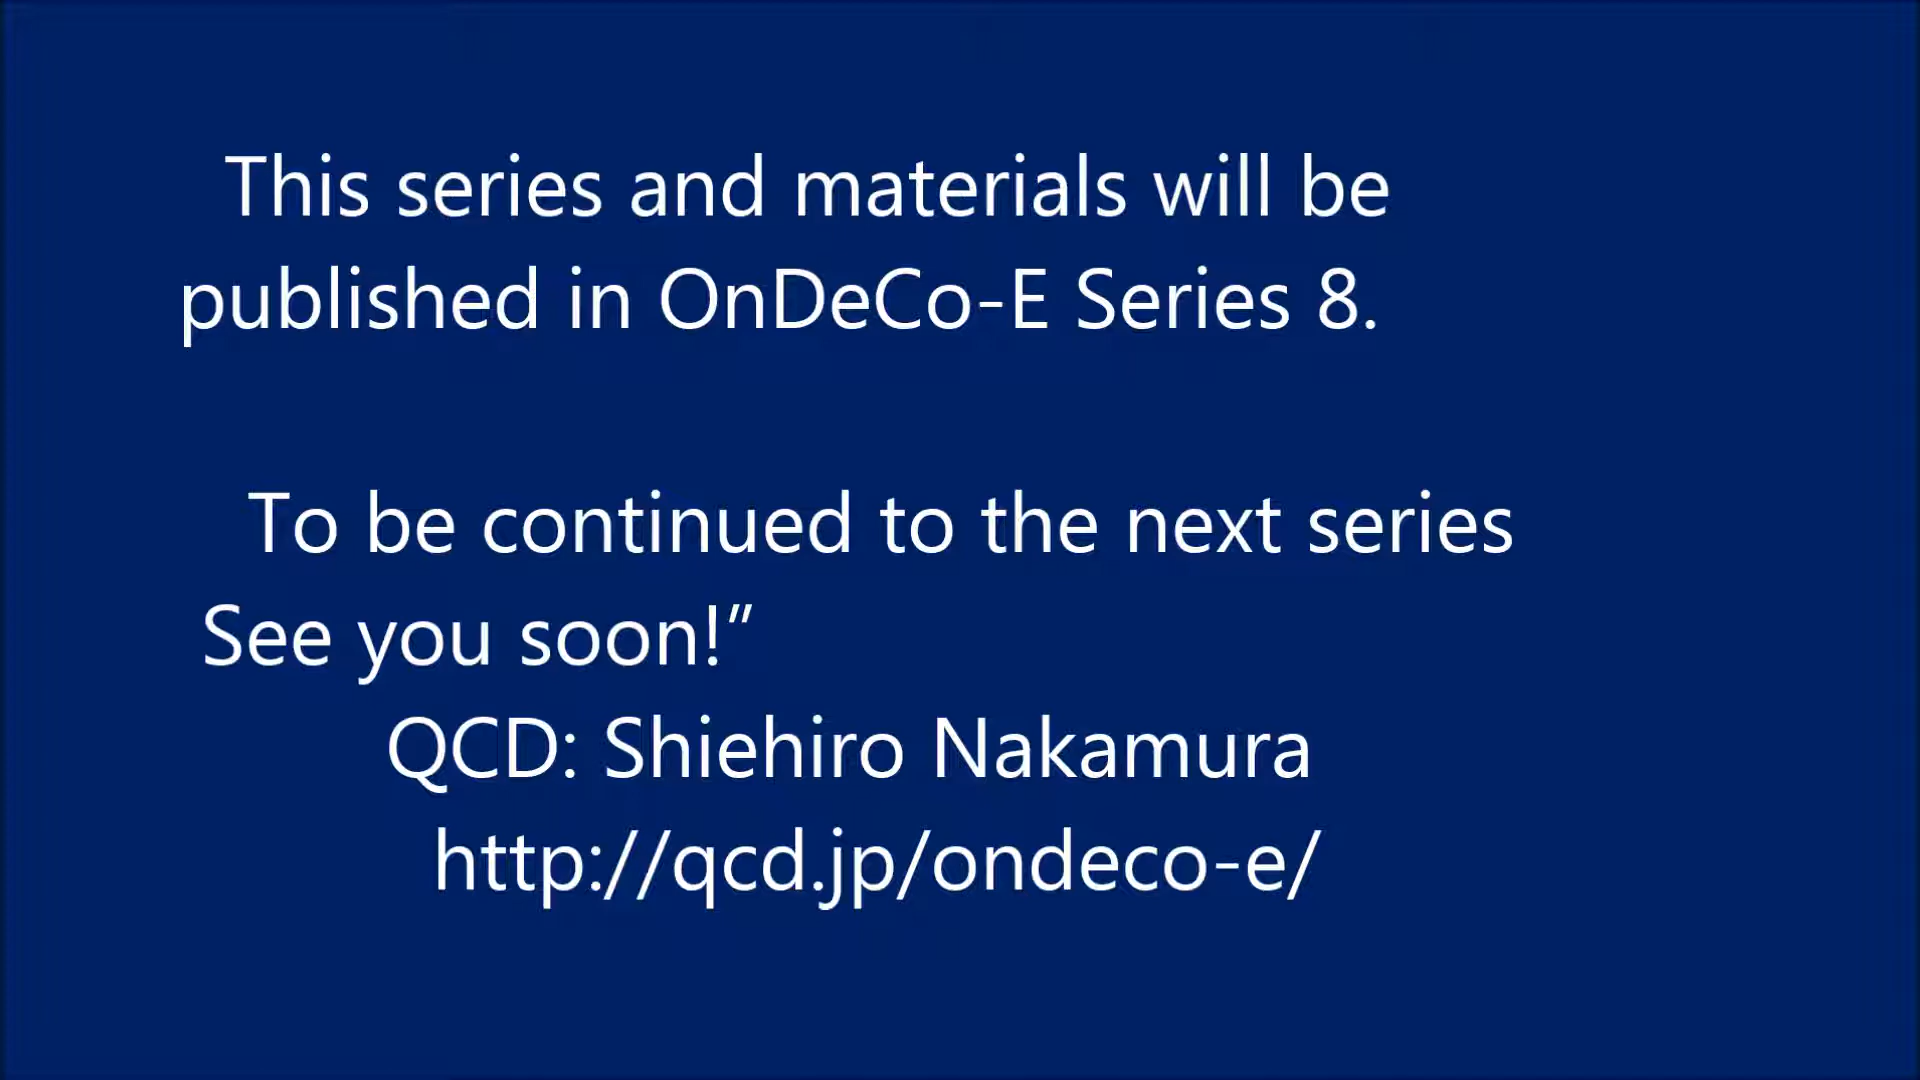 This series and materials will be
published in OnDeCo-E Series 8.
To be continued to the next series
See you soon!”
QCD: Shiehiro Nakamura
http://qcd.jp/ondeco-e/